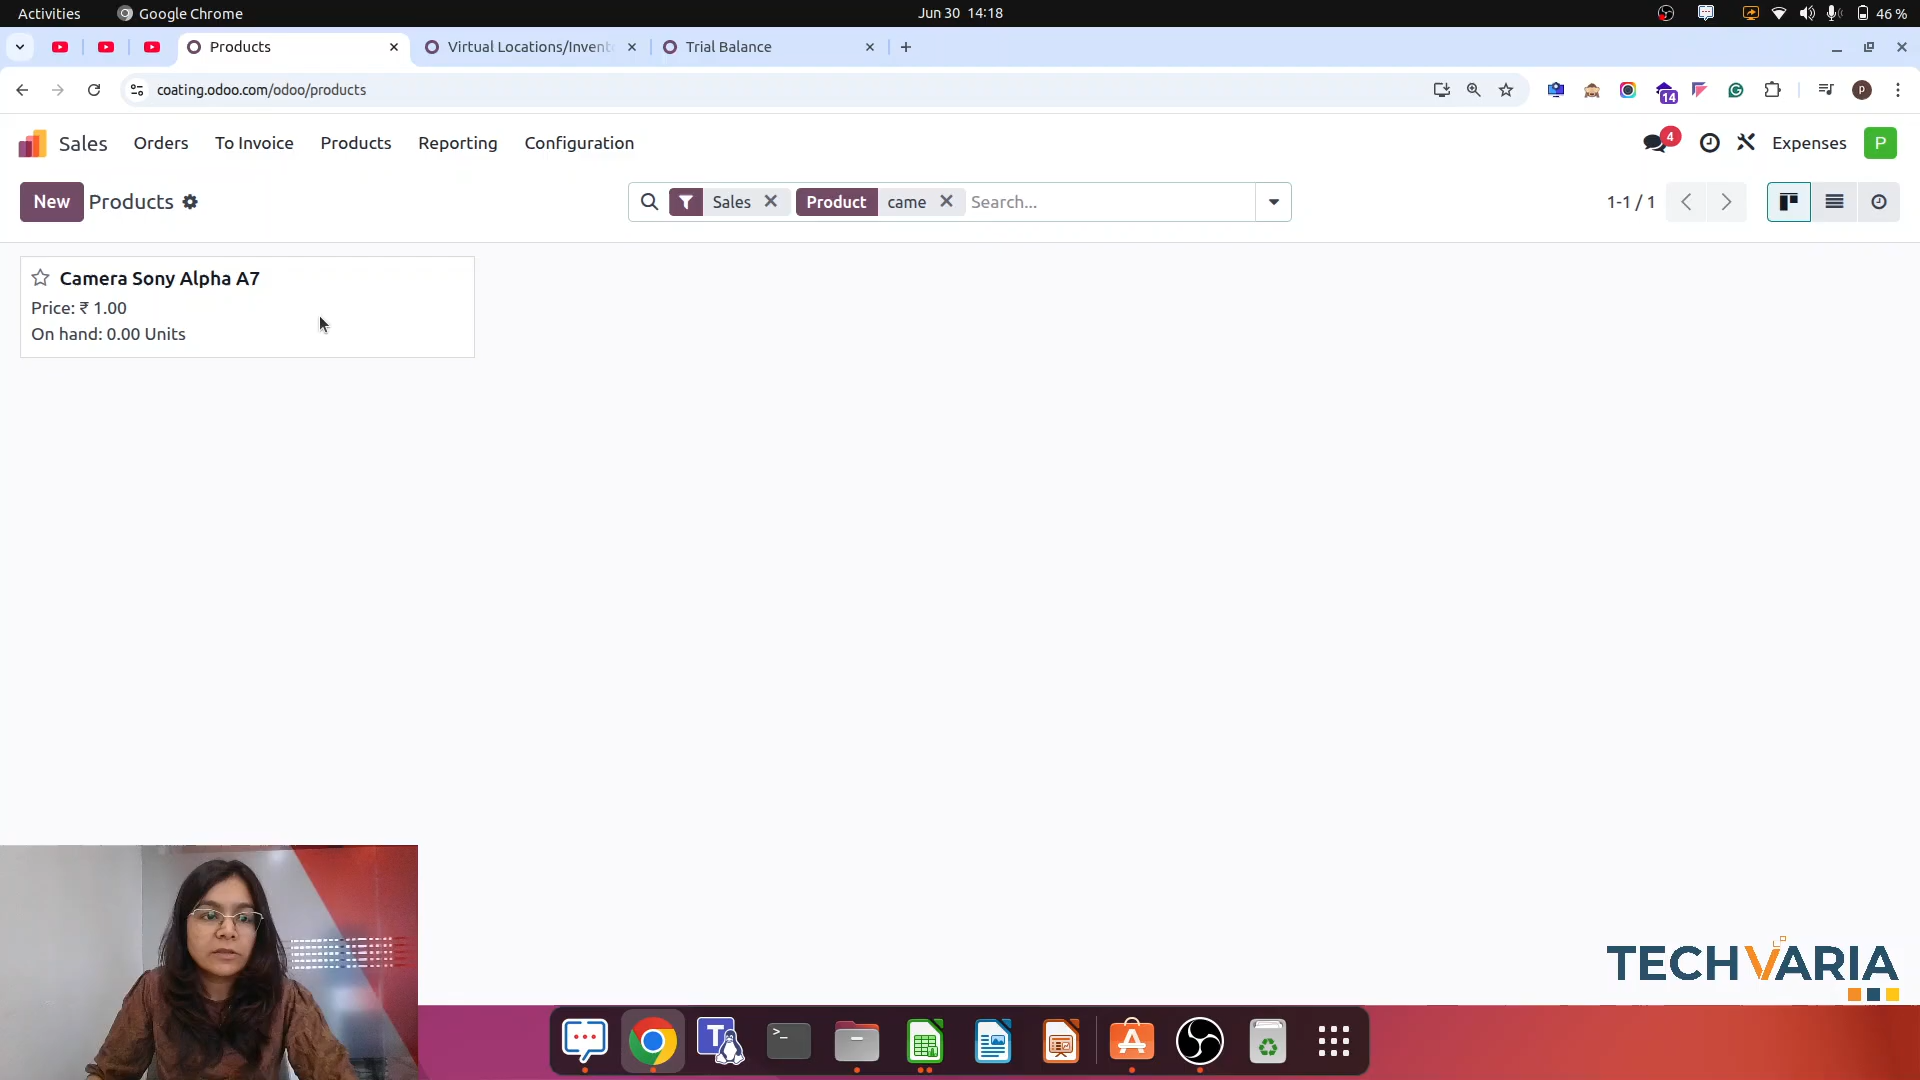 Activities Google Chrome Jun 30 14:18 46 %
Products Virtual Locations/Invent Trial Balance
coating.odoo.com/odoo/products 14 P
Sales Orders To Invoice Products Reporting Configuration 4 Expenses P
New Products Sales Product came Search... 1-1 / 1
Camera Sony Alpha A7
Price: ₹ 1.00
On hand: 0.00 Units
TECHVARIA